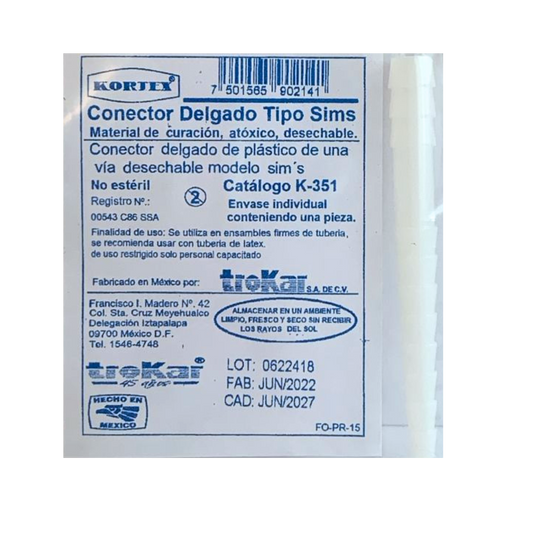 KORTEX®
7 501565 902141
Conector Delgado Tipo Sims
Material de curación, atóxico, desechable.
Conector delgado de plástico de una
vía desechable modelo sim´s
No estéril
2
Catálogo K-351
Registro Nº.:
00543 C86 SSA
Envase individual
conteniendo una pieza.
Finalidad de uso: Se utiliza en ensambles firmes de tuberia,
se recomienda usar con tuberia de latex.
de uso restrigido solo personal capacitado
Fabricado en México por:
troKar S.A. DE C.V.
Francisco I. Madero Nº. 42
Col. Sta. Cruz Meyehualco
Delegación Iztapalapa
09700 México D.F.
Tel. 1546-4748
ALMACENAR EN UN AMBIENTE
LIMPIO, FRESCO Y SECO SIN RECIBIR
LOS RAYOS DEL SOL
troKar®
45 años
HECHO EN
MEXICO
LOT: 0622418
FAB: JUN/2022
CAD: JUN/2027
FO-PR-15